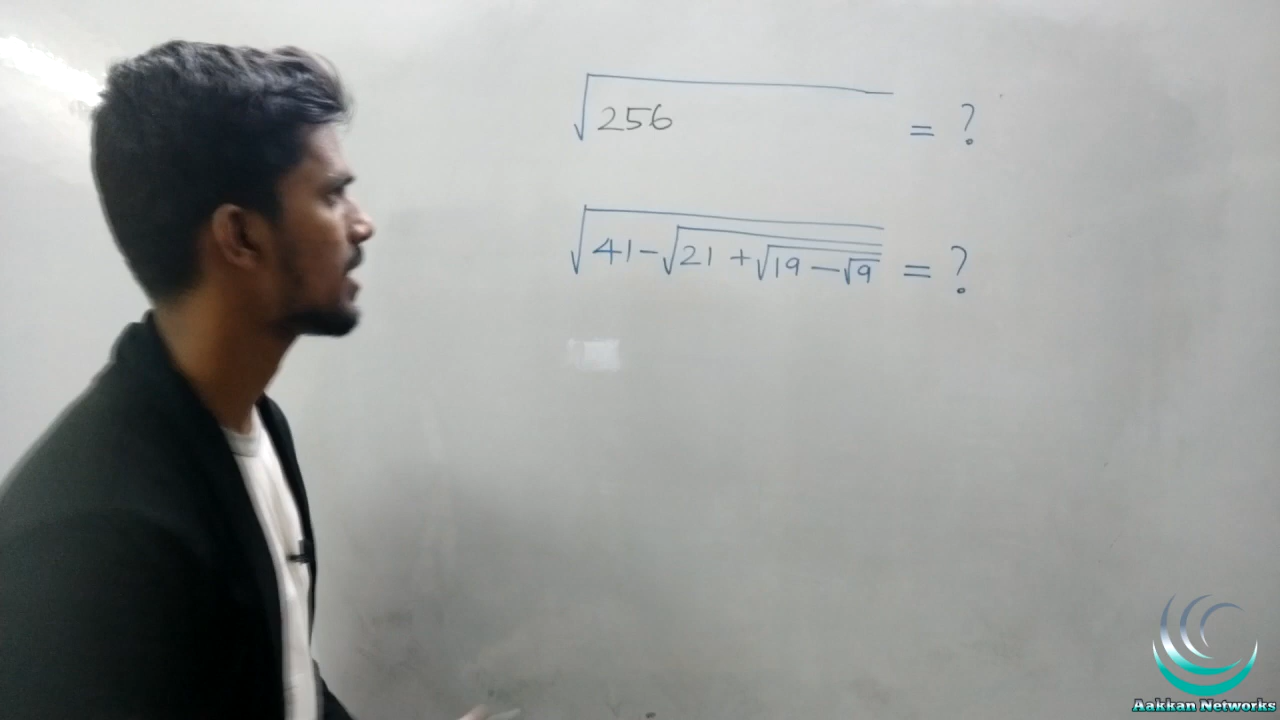 √256 = ?
√41-√21+√19-√9 = ?
Aakkan Networks